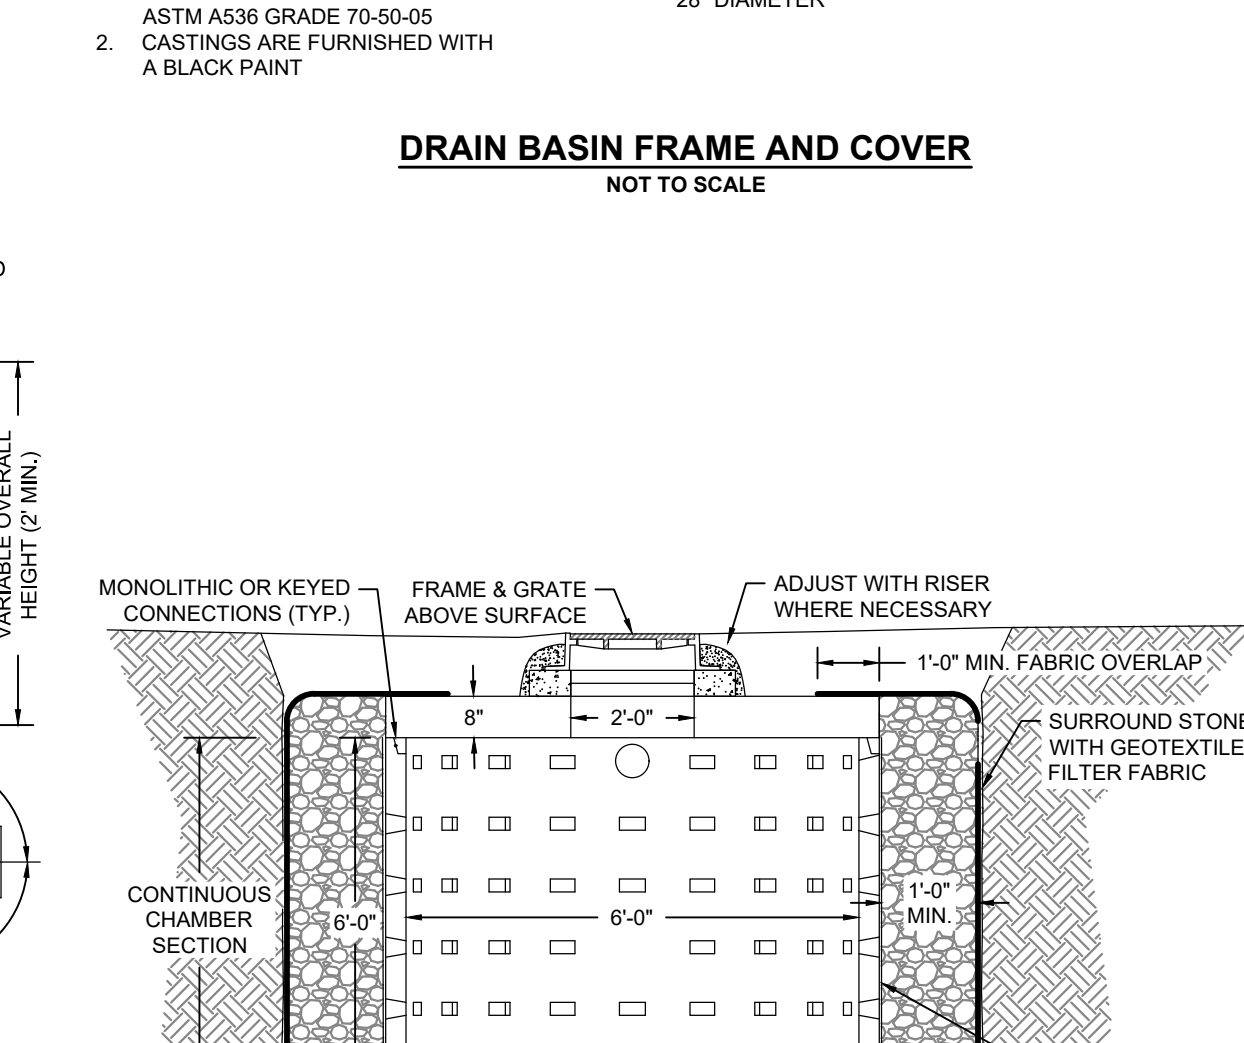 ASTM A536 GRADE 70-50-05
2. CASTINGS ARE FURNISHED WITH
A BLACK PAINT
28" DIAMETER
DRAIN BASIN FRAME AND COVER
NOT TO SCALE
VARIABLE OVERALL
HEIGHT (2' MIN.)
MONOLITHIC OR KEYED
CONNECTIONS (TYP.)
FRAME & GRATE
ABOVE SURFACE
ADJUST WITH RISER
WHERE NECESSARY
1'-0" MIN. FABRIC OVERLAP
8"
2'-0"
SURROUND STONE
WITH GEOTEXTILE
FILTER FABRIC
CONTINUOUS
CHAMBER
SECTION
6'-0"
6'-0"
1'-0"
MIN.